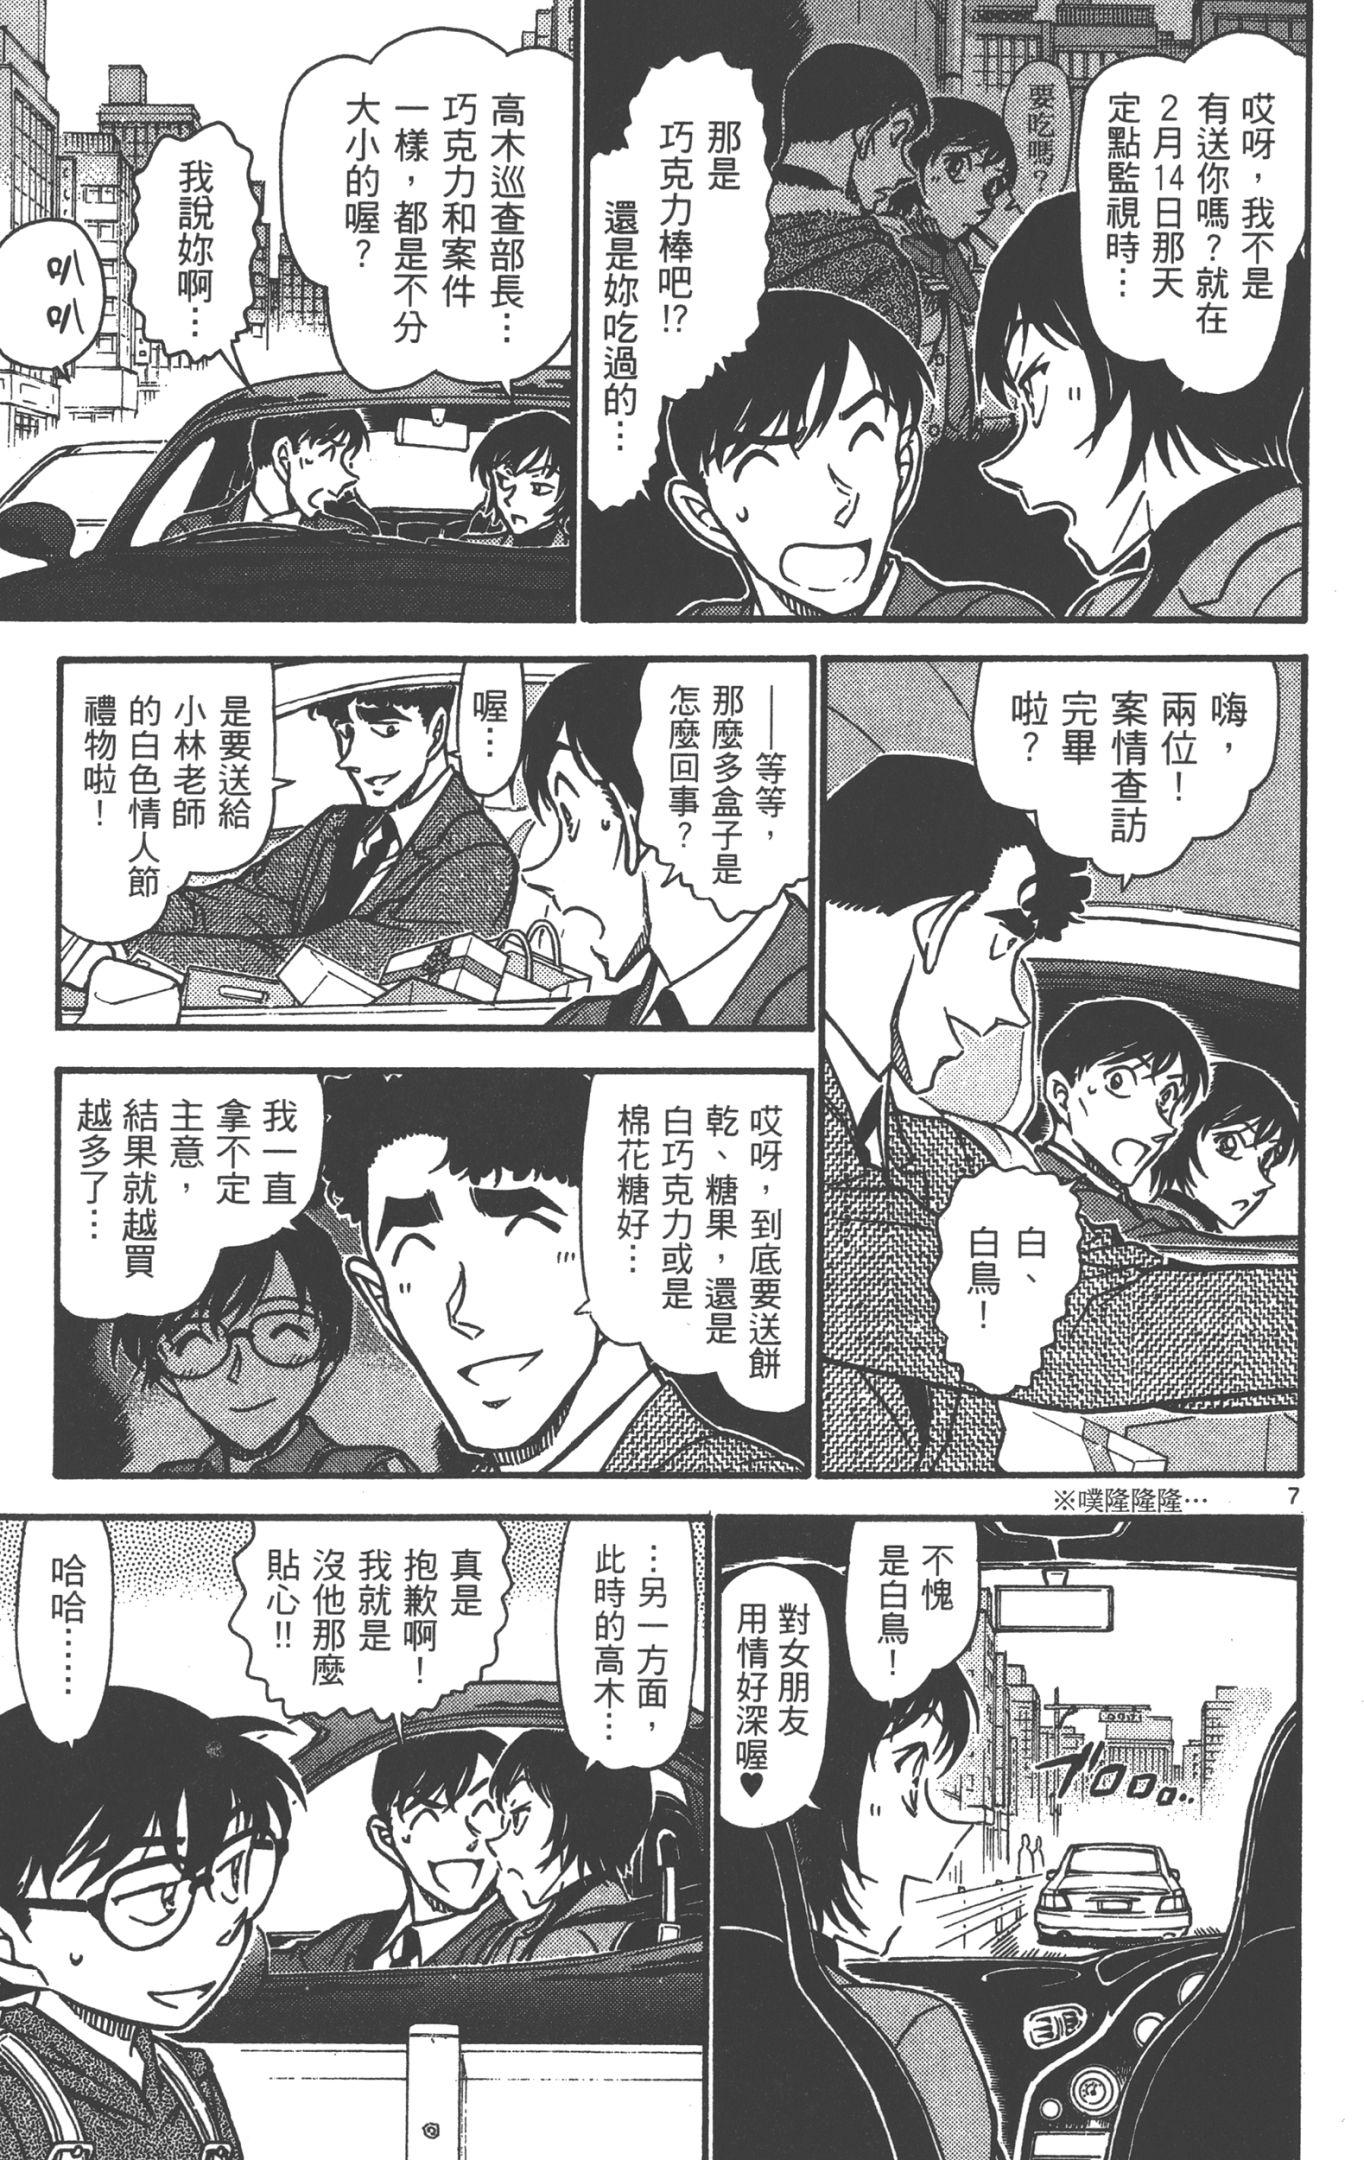 哎呀，我不是
有送你嗎？就在
2月14日那天
定點監視時…
要吃嗎？
那是
巧克力棒吧!?
還是妳吃過的…
高木巡查部長…
巧克力和案件
一樣，都是不分
大小的喔？
我說妳啊…
叭
叭
嗨，
兩位！
案情查訪
完畢
啦？
白、
白鳥！
——等等，
那麼多盒子是
怎麼回事？
喔…
是要送給
小林老師
的白色情人節
禮物啦！
哎呀，到底要送餅
乾、糖果，還是
白巧克力或是
棉花糖好…
我一直
拿不定
主意，
結果就越買
越多了…
※噗隆隆隆…
7
不愧
是白鳥！
對女朋友
用情好深喔♥
ブロロロ..
…另一方面，
此時的高木…
真是
抱歉啊！
我就是
沒他那麼
貼心!!
哈哈……